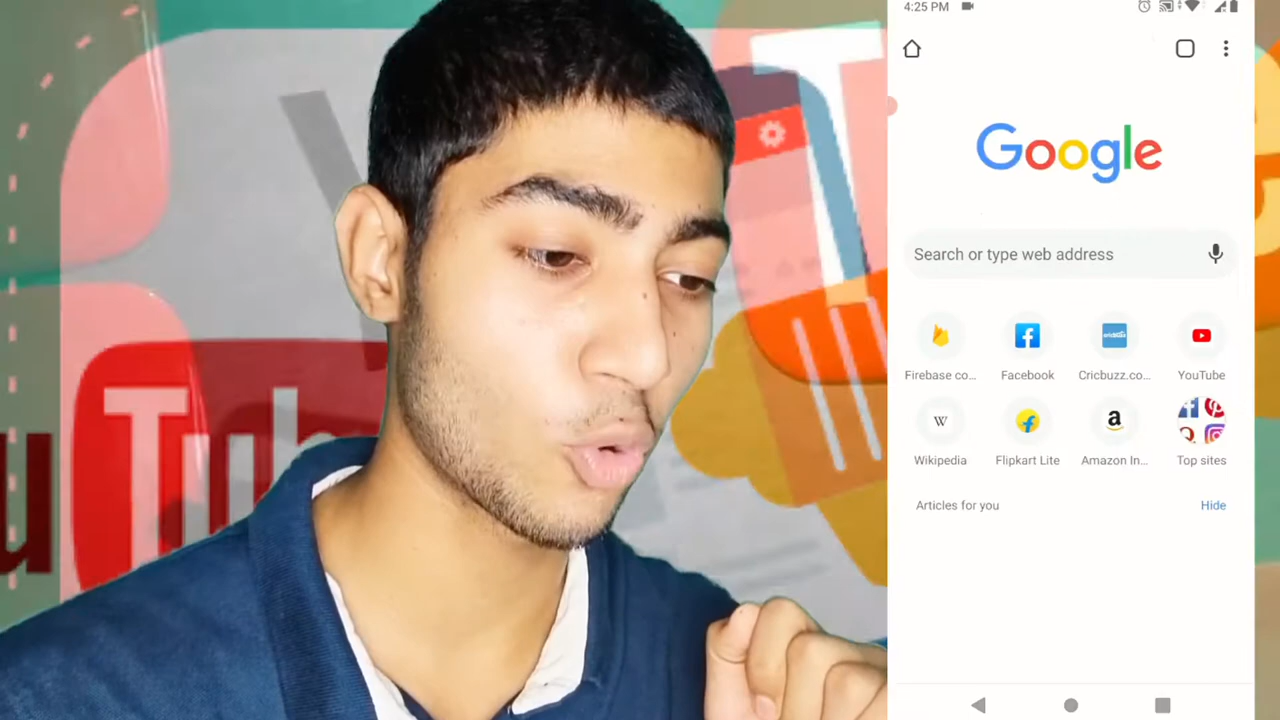 4:25 PM
Google
Search or type web address
Firebase co...
Facebook
Cricbuzz.co...
YouTube
W
a
Wikipedia
Flipkart Lite
Amazon In...
Top sites
Articles for you
Hide
Y
T
u
Tub